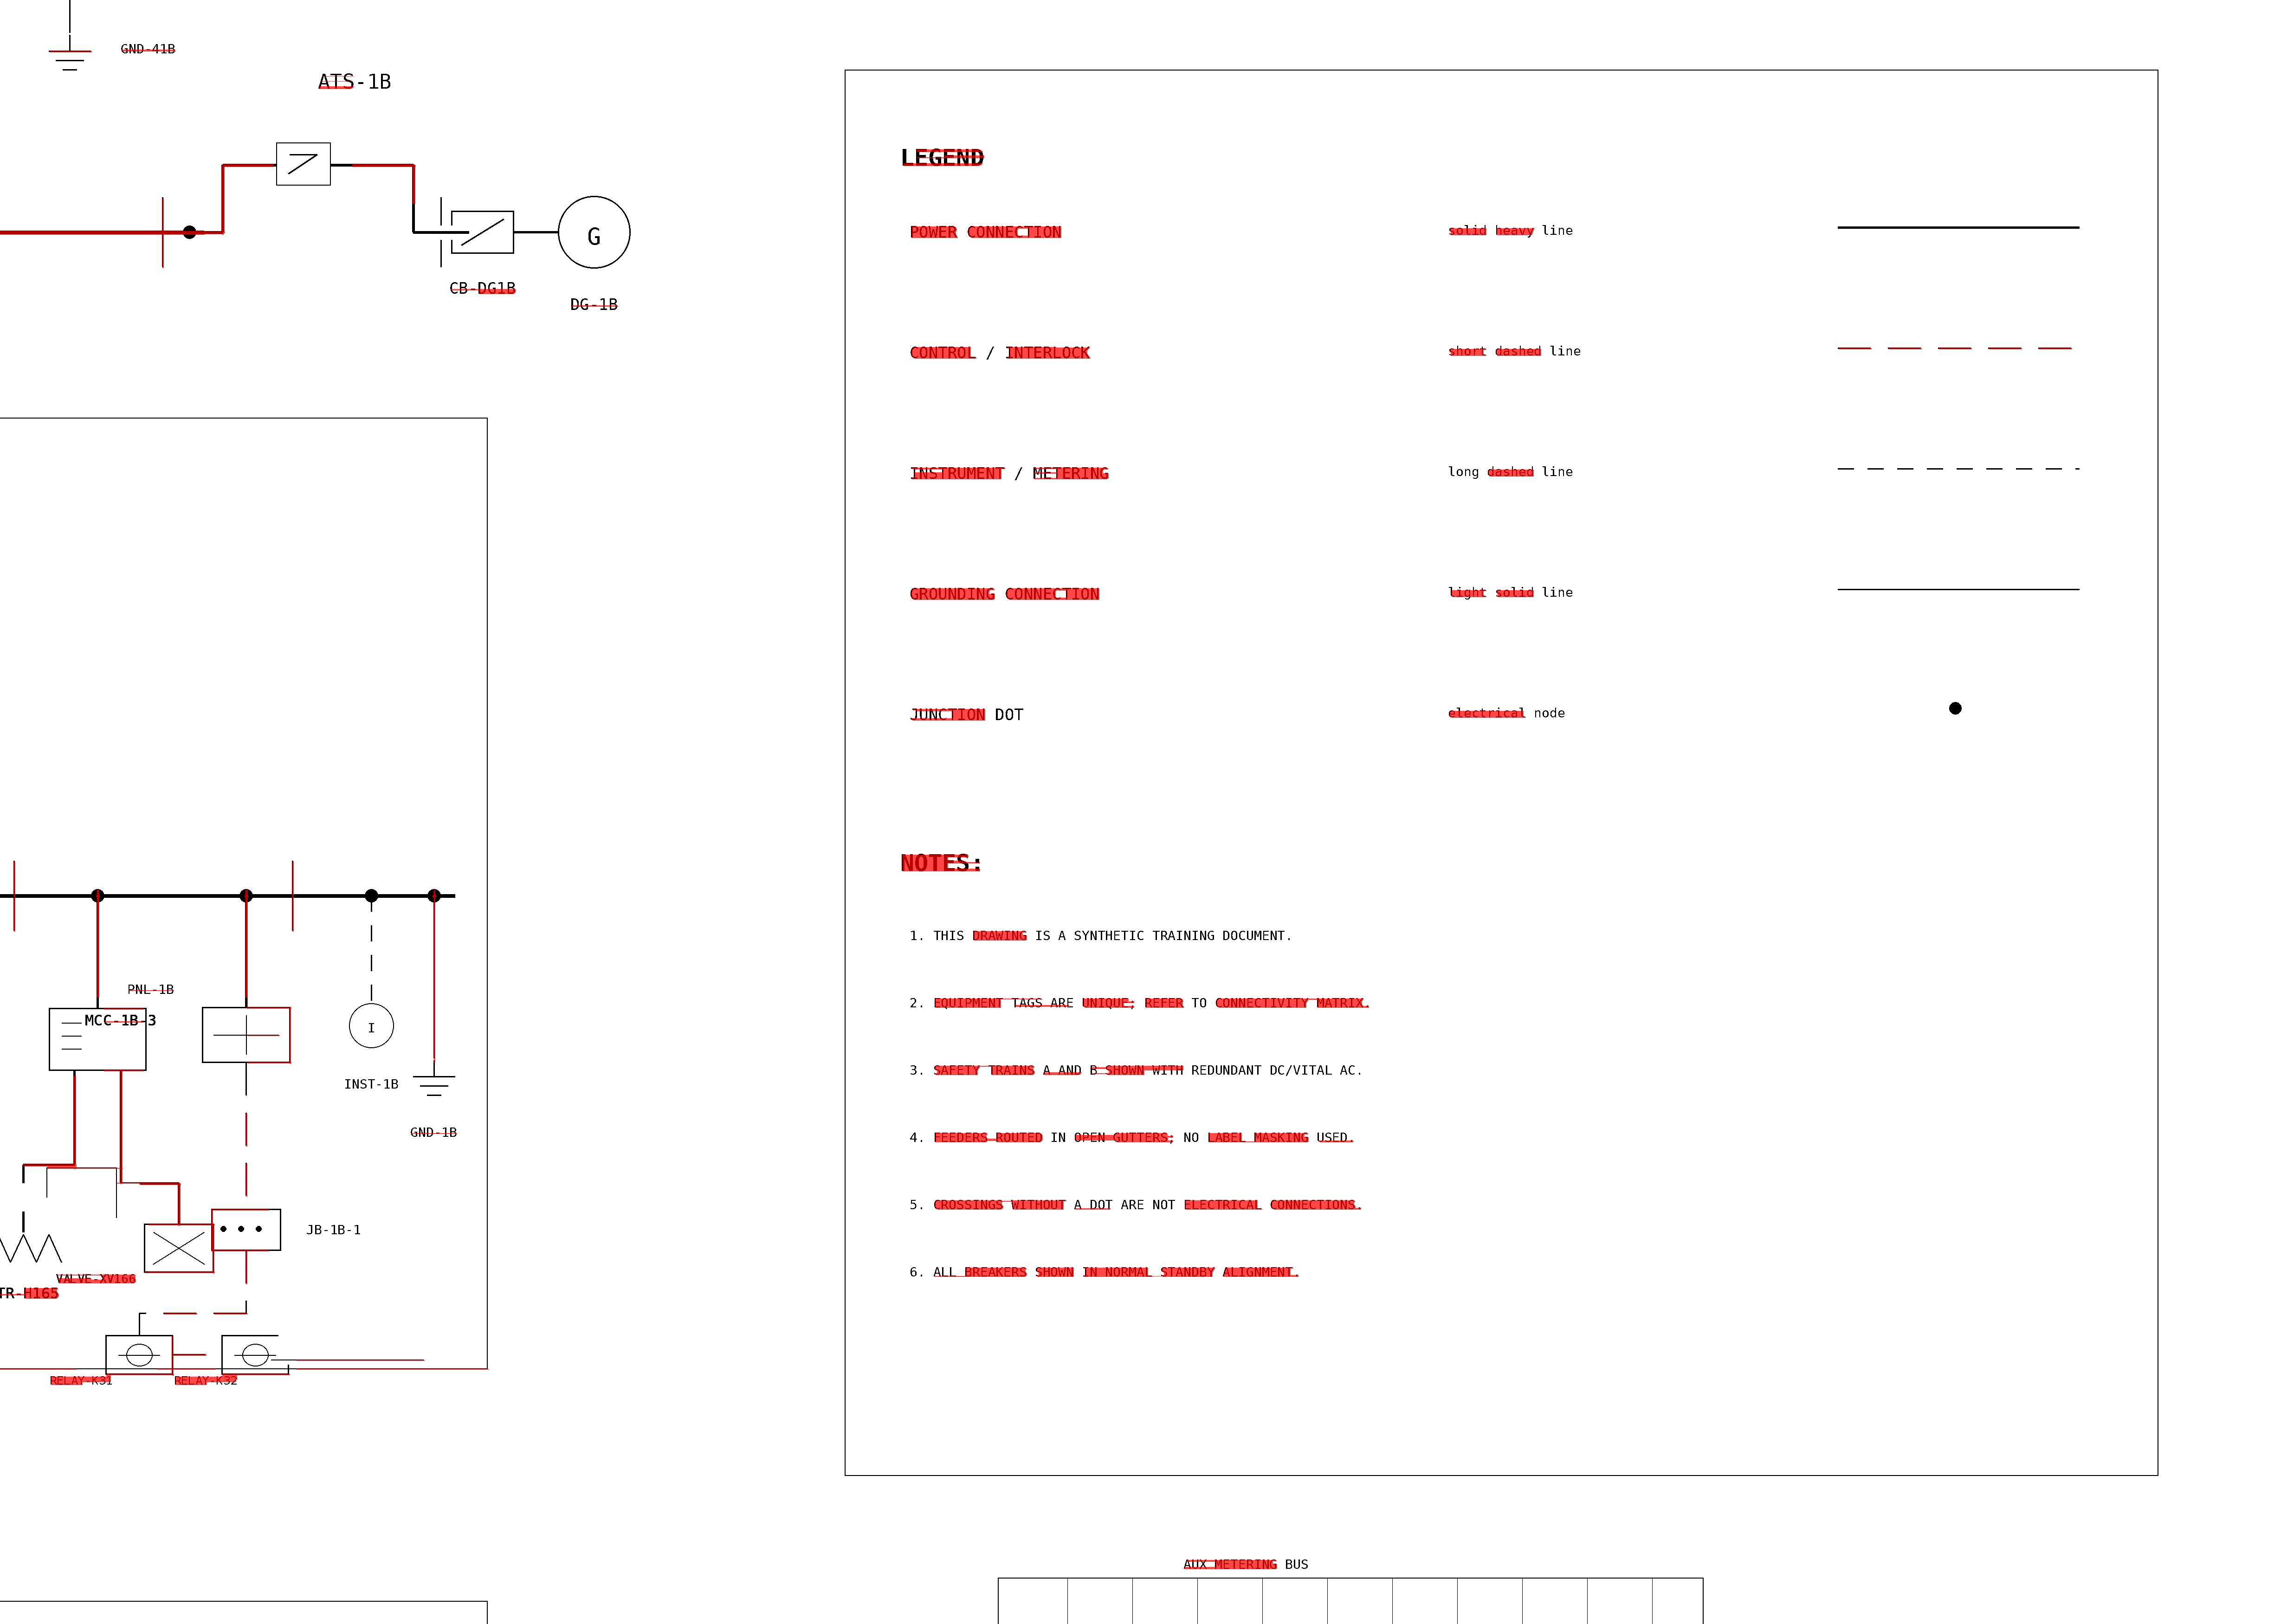 GND-41B
ATS-1B
G
CB-DG1B
DG-1B
LEGEND
POWER CONNECTION solid heavy line
CONTROL / INTERLOCK short dashed line
INSTRUMENT / METERING long dashed line
GROUNDING CONNECTION light solid line
JUNCTION DOT electrical node
NOTES:
1. THIS DRAWING IS A SYNTHETIC TRAINING DOCUMENT.
2. EQUIPMENT TAGS ARE UNIQUE; REFER TO CONNECTIVITY MATRIX.
3. SAFETY TRAINS A AND B SHOWN WITH REDUNDANT DC/VITAL AC.
4. FEEDERS ROUTED IN OPEN GUTTERS; NO LABEL MASKING USED.
5. CROSSINGS WITHOUT A DOT ARE NOT ELECTRICAL CONNECTIONS.
6. ALL BREAKERS SHOWN IN NORMAL STANDBY ALIGNMENT.
PNL-1B
MCC-1B-3
I
INST-1B
GND-1B
JB-1B-1
VALVE-XV166
TR-H165
RELAY-K31
RELAY-K32
AUX METERING BUS